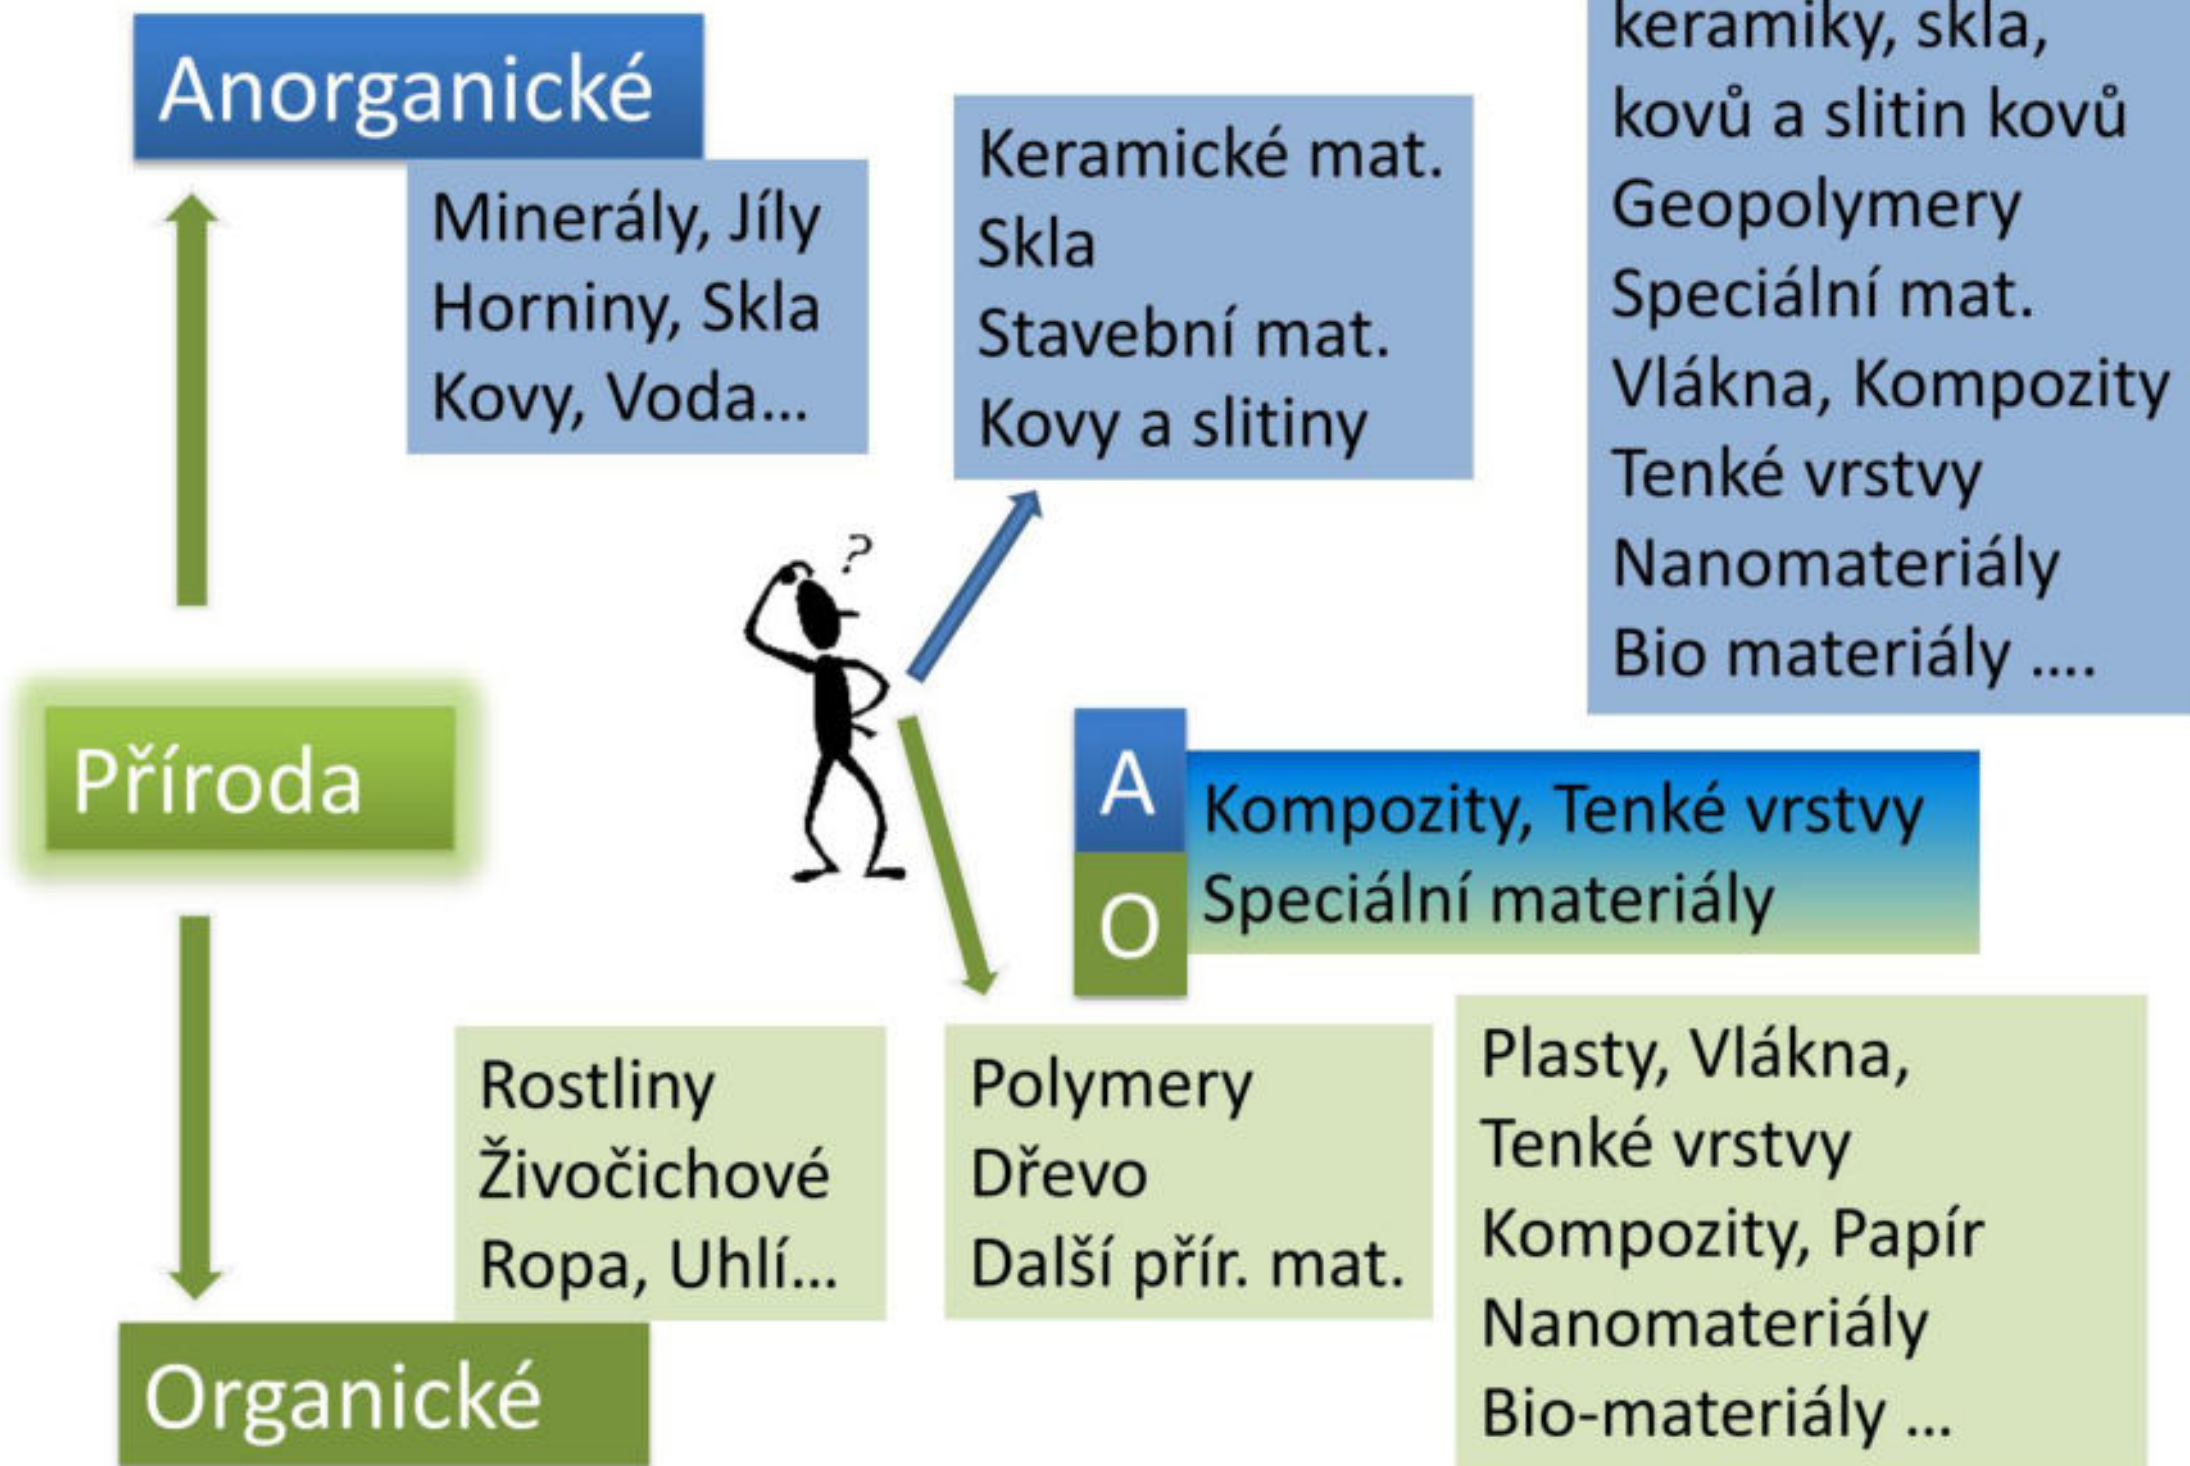 Anorganické
Minerály, Jíly
Horniny, Skla
Kovy, Voda...
Keramické mat.
Skla
Stavební mat.
Kovy a slitiny
keramiky, skla,
kovů a slitin kovů
Geopolymery
Speciální mat.
Vlákna, Kompozity
Tenké vrstvy
Nanomateriály
Bio materiály ....
?
Příroda
A
O
Kompozity, Tenké vrstvy
Speciální materiály
Rostliny
Živočichové
Ropa, Uhlí...
Polymery
Dřevo
Další přír. mat.
Plasty, Vlákna,
Tenké vrstvy
Kompozity, Papír
Nanomateriály
Bio-materiály ...
Organické